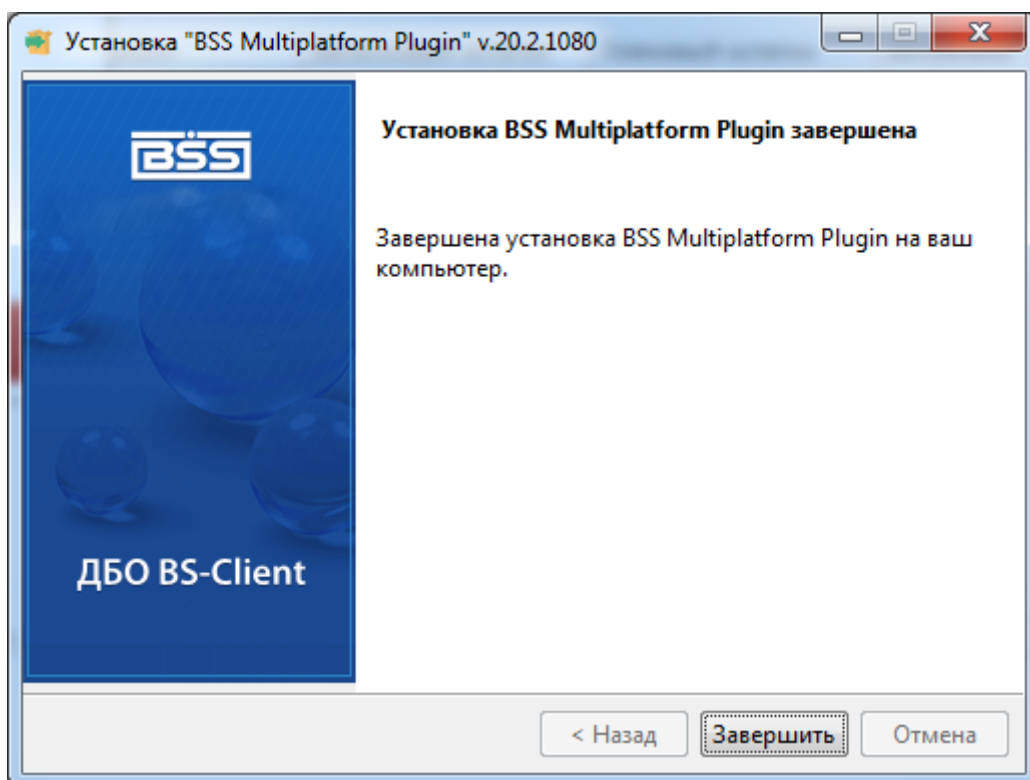 Установка "BSS Multiplatform Plugin" v.20.2.1080
BSS
Установка BSS Multiplatform Plugin завершена
Завершена установка BSS Multiplatform Plugin на ваш
компьютер.
ДБО BS-Client
< Назад
Завершить
Отмена